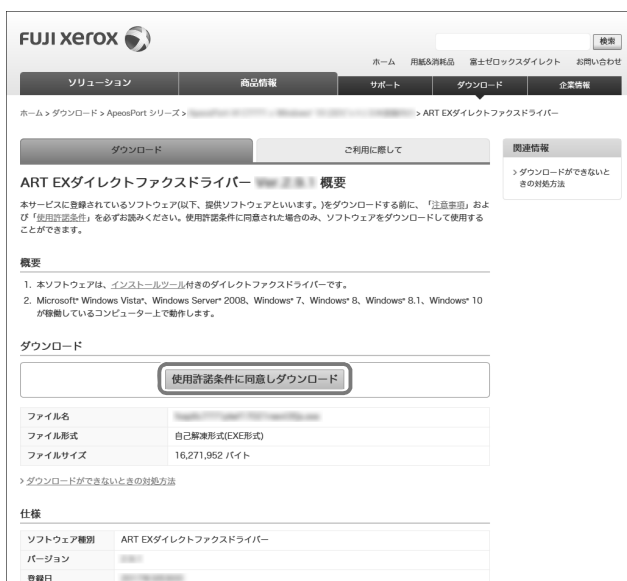 FUJI XEROX
検索
ホーム 用紙&消耗品 富士ゼロックスダイレクト お問い合わせ
ソリューション 商品情報 サポート ダウンロード 企業情報
ホーム > ダウンロード > ApeosPort シリーズ > > ART EXダイレクトファクスドライバー
ダウンロード ご利用に際して
関連情報
> ダウンロードができないと
きの対処方法
ART EXダイレクトファクスドライバー 概要
本サービスに登録されているソフトウェア(以下、提供ソフトウェアといいます。)をダウンロードする前に、「注意事項」およ
び「使用許諾条件」を必ずお読みください。使用許諾条件に同意された場合のみ、ソフトウェアをダウンロードして使用する
ことができます。
概要
1. 本ソフトウェアは、インストールツール付きのダイレクトファクスドライバーです。
2. Microsoft® Windows Vista®、Windows Server® 2008、Windows® 7、Windows® 8、Windows® 8.1、Windows® 10
が稼働しているコンピューター上で動作します。
ダウンロード
使用許諾条件に同意しダウンロード
ファイル名
ファイル形式 自己解凍形式(EXE形式)
ファイルサイズ 16,271,952 バイト
> ダウンロードができないときの対処方法
仕様
ソフトウェア種別 ART EXダイレクトファクスドライバー
バージョン
登録日